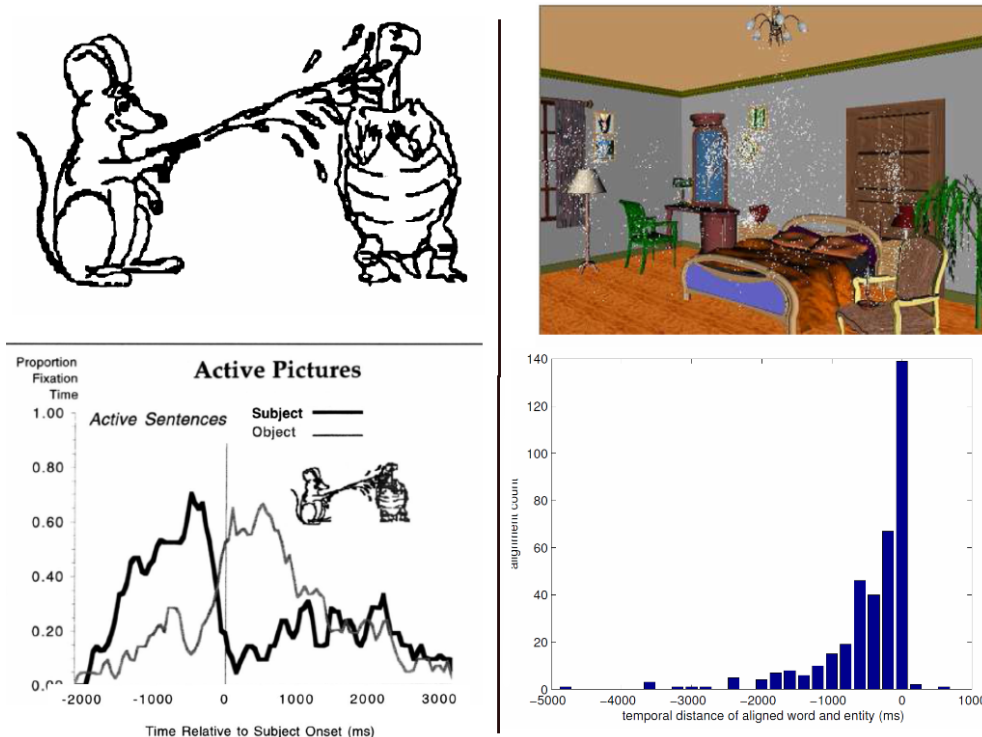 Proportion
Fixation
Time
Active Pictures
1.00
Active Sentences
Subject
Object
0.80
0.60
0.40
0.20
-2000
-1000
0
1000
2000
3000
Time Relative to Subject Onset (ms)
140
120
100
80
60
40
20
0
alignment count
−5000
−4000
−3000
−2000
−1000
0
1000
temporal distance of aligned word and entity (ms)